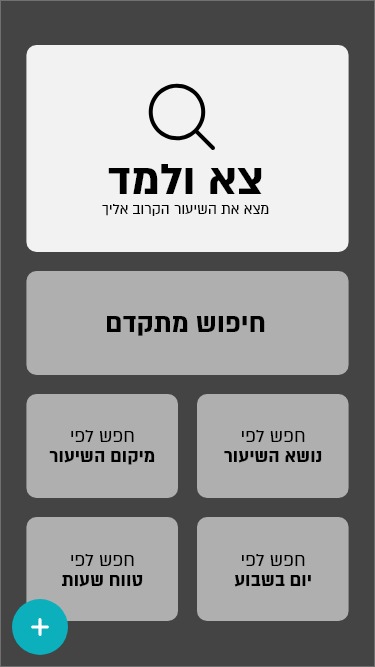 צא ולמד
מצא את השיעור הקרוב אליך
חיפוש מתקדם
חפש לפי
נושא השיעור
חפש לפי
מיקום השיעור
חפש לפי
יום בשבוע
חפש לפי
טווח שעות
+